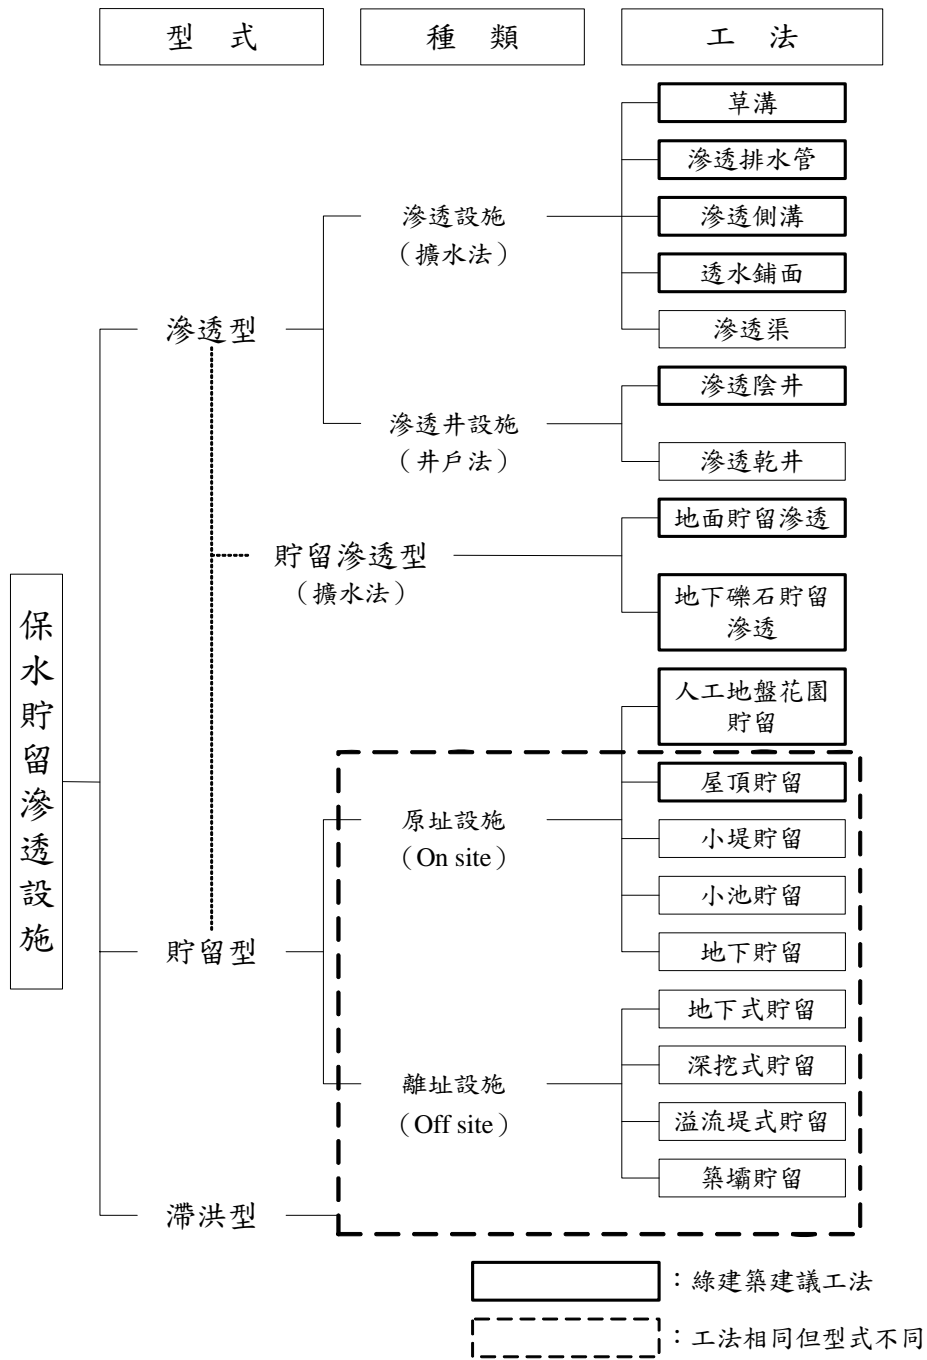 型 式
種 類
工 法
草溝
滲透排水管
滲透設施
（擴水法）
滲透側溝
透水鋪面
滲透型
滲透渠
滲透陰井
滲透井設施
（井戶法）
滲透乾井
地面貯留滲透
貯留滲透型
（擴水法）
地下礫石貯留
滲透
保水貯留滲透設施
人工地盤花園
貯留
屋頂貯留
原址設施
（On site）
小堤貯留
小池貯留
貯留型
地下貯留
地下式貯留
深挖式貯留
離址設施
（Off site）
溢流堤式貯留
築壩貯留
滯洪型
：綠建築建議工法
：工法相同但型式不同